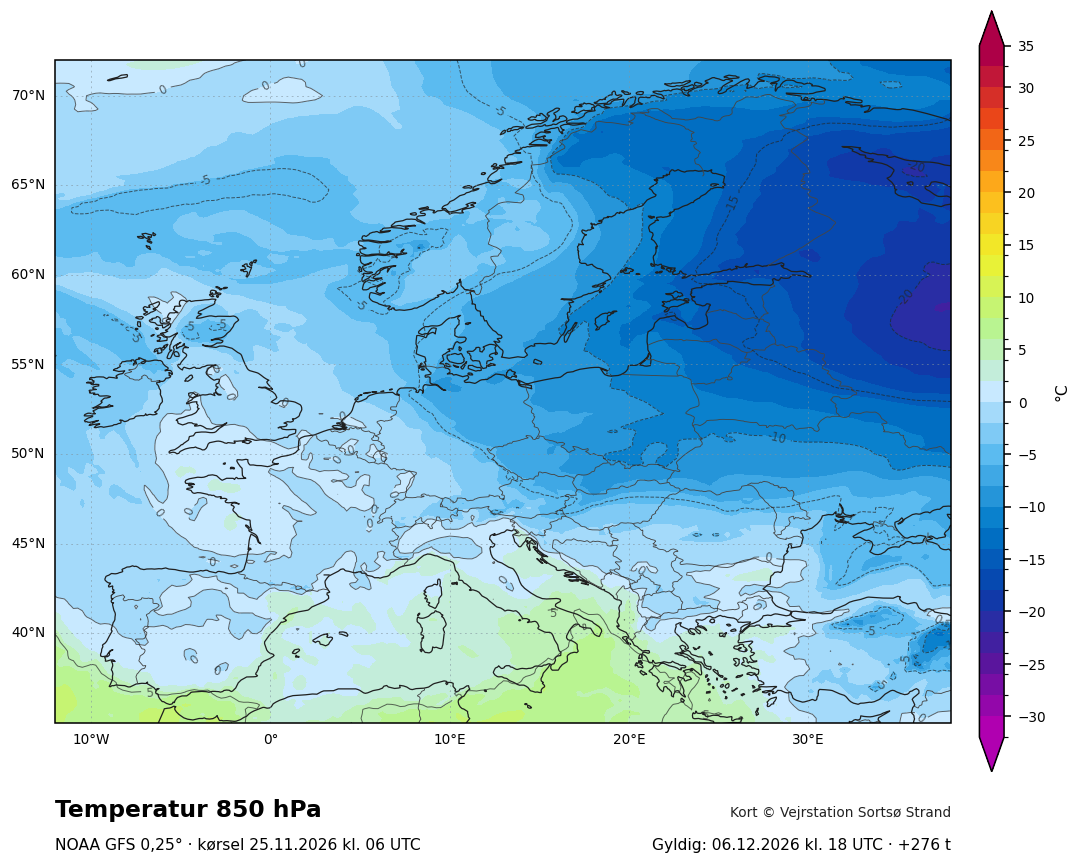 70°N
65°N
60°N
55°N
50°N
45°N
40°N
10°W 0° 10°E 20°E 30°E
35
30
25
20
15
10
5
0
−5
−10
−15
−20
−25
−30
°C
Temperatur 850 hPa
Kort © Vejrstation Sortsø Strand
NOAA GFS 0,25° · kørsel 25.11.2026 kl. 06 UTC
Gyldig: 06.12.2026 kl. 18 UTC · +276 t